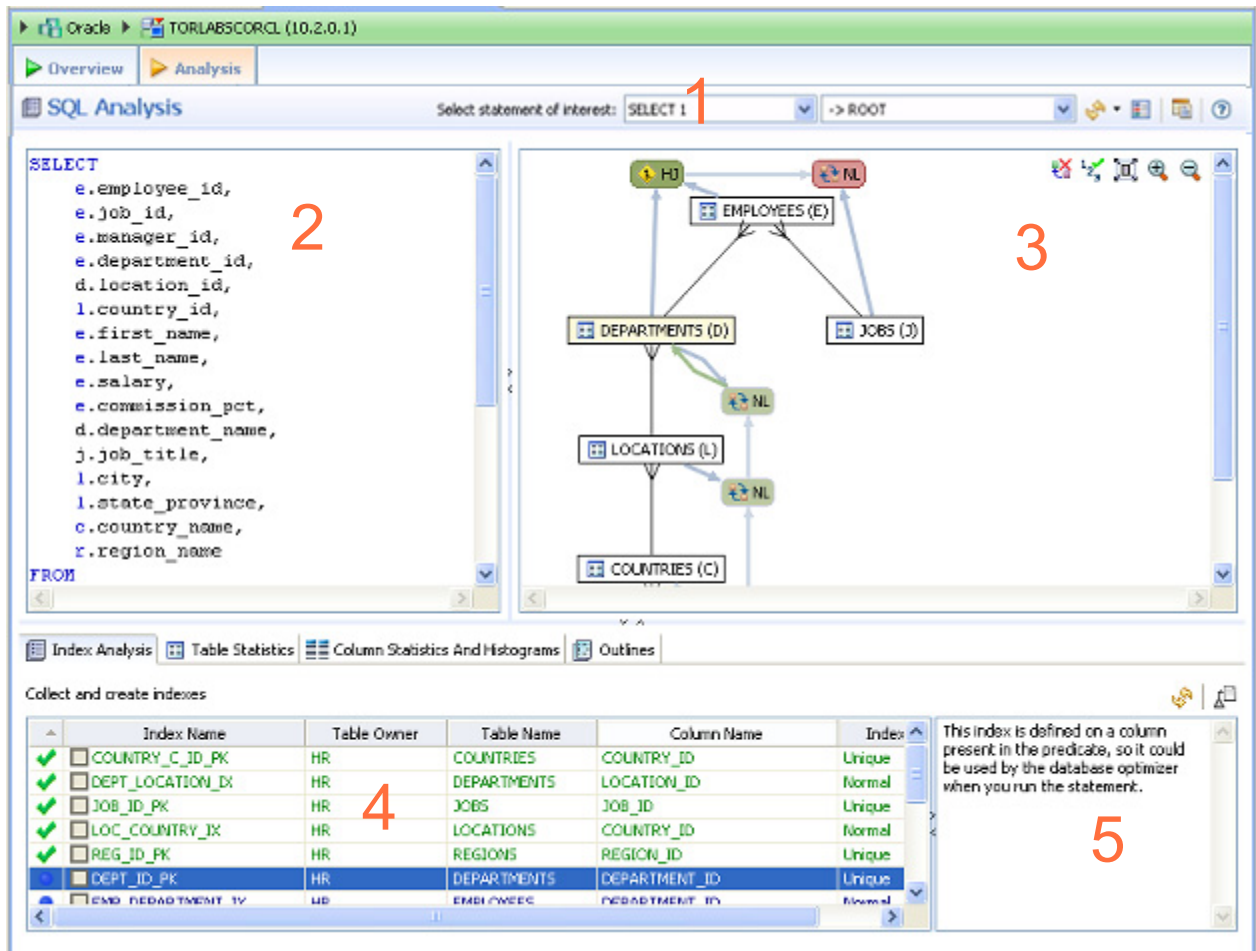 Oracle TORLABSCORCL (10.2.0.1)
Overview Analysis
SQL Analysis Select statement of interest: SELECT 1 -> ROOT
1
SELECT
e.employee_id,
e.job_id,
e.manager_id,
e.department_id,
d.location_id,
l.country_id,
e.first_name,
e.last_name,
e.salary,
e.commission_pct,
d.department_name,
j.job_title,
l.city,
l.state_province,
c.country_name,
r.region_name
FROM
2
HJ NL
EMPLOYEES (E)
3
DEPARTMENTS (D) JOBS (J)
NL
LOCATIONS (L)
NL
COUNTRIES (C)
Index Analysis Table Statistics Column Statistics And Histograms Outlines
Collect and create indexes
Index Name Table Owner Table Name Column Name Index
COUNTRY_C_ID_PK HR COUNTRIES COUNTRY_ID Unique
DEPT_LOCATION_IX HR DEPARTMENTS LOCATION_ID Normal
JOB_ID_PK HR JOBS JOB_ID Unique
LOC_COUNTRY_IX HR LOCATIONS COUNTRY_ID Normal
REG_ID_PK HR REGIONS REGION_ID Unique
DEPT_ID_PK HR DEPARTMENTS DEPARTMENT_ID Unique
EMP_DEPARTMENT_IX HR EMPLOYEES DEPARTMENT_ID Normal
4
This index is defined on a column
present in the predicate, so it could
be used by the database optimizer
when you run the statement.
5